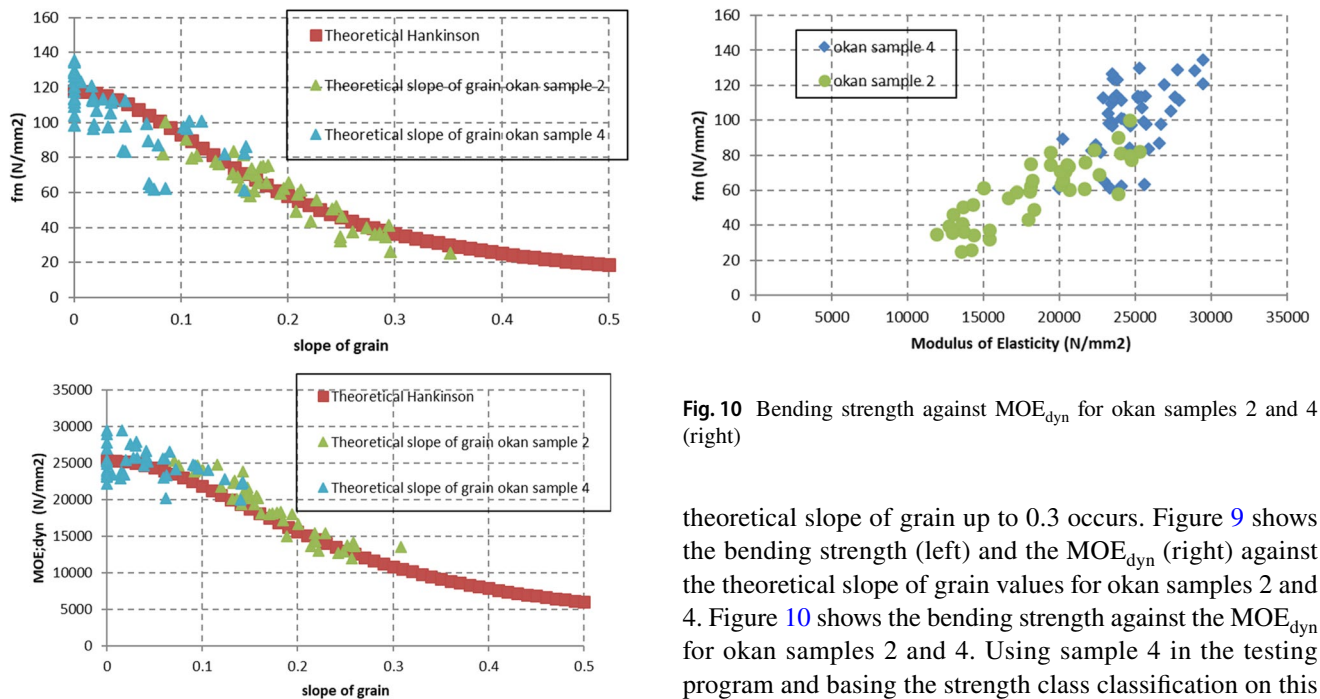 160
140
120
100
80
60
40
20
0
fm (N/mm2)
Theoretical Hankinson
Theoretical slope of grain okan sample 2
Theoretical slope of grain okan sample 4
0 0.1 0.2 0.3 0.4 0.5
slope of grain
35000
30000
25000
20000
15000
10000
5000
0
MOE;dyn (N/mm2)
Theoretical Hankinson
Theoretical slope of grain okan sample 2
Theoretical slope of grain okan sample 4
0 0.1 0.2 0.3 0.4 0.5
slope of grain
160
140
120
100
80
60
40
20
0
fm (N/mm2)
okan sample 4
okan sample 2
0 5000 10000 15000 20000 25000 30000 35000
Modulus of Elasticity (N/mm2)
Fig. 10 Bending strength against MOEdyn for okan samples 2 and 4
(right)
theoretical slope of grain up to 0.3 occurs. Figure 9 shows
the bending strength (left) and the MOEdyn (right) against
the theoretical slope of grain values for okan samples 2 and
4. Figure 10 shows the bending strength against the MOEdyn
for okan samples 2 and 4. Using sample 4 in the testing
program and basing the strength class classification on this